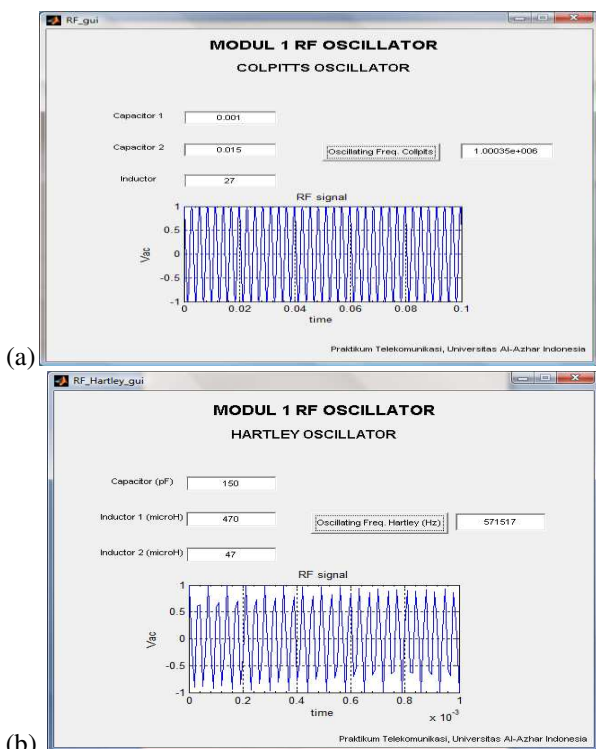 RF_gui
MODUL 1 RF OSCILLATOR
COLPITTS OSCILLATOR
Capacitor 1 0.001
Capacitor 2 0.015 Oscillating Freq. Collpits 1.00035e+006
Inductor 27
RF signal
1
0.5
0
-0.5
-1
Vac
0 0.02 0.04 0.06 0.08 0.1
time
Praktikum Telekomunikasi, Universitas Al-Azhar Indonesia
(a)
RF_Hartley_gui
MODUL 1 RF OSCILLATOR
HARTLEY OSCILLATOR
Capacitor (pF) 150
Inductor 1 (microH) 470 Oscillating Freq. Hartley (Hz) 571517
Inductor 2 (microH) 47
RF signal
1
0.5
0
-0.5
-1
Vac
0 0.2 0.4 0.6 0.8 1
time x 10⁻³
Praktikum Telekomunikasi, Universitas Al-Azhar Indonesia
(b)